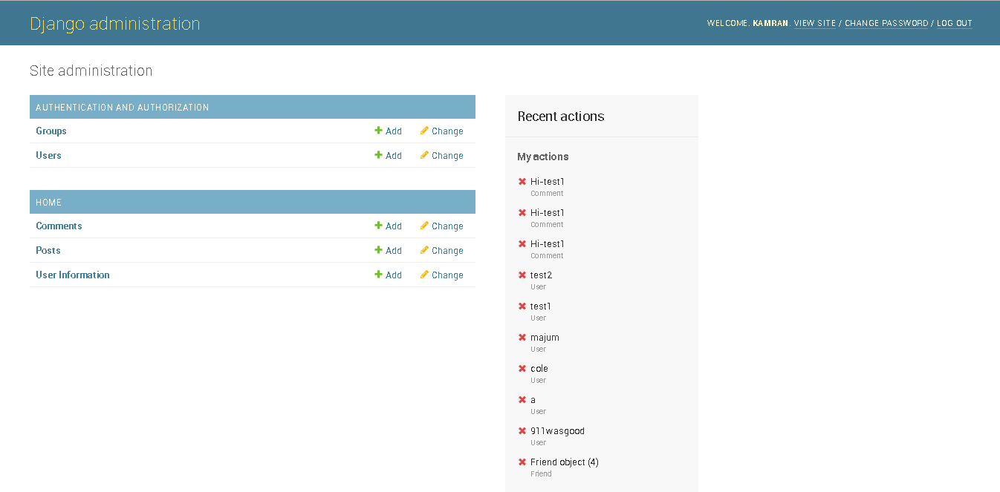 Django administration
WELCOME, KAMRAN. VIEW SITE / CHANGE PASSWORD / LOG OUT
Site administration
AUTHENTICATION AND AUTHORIZATION
Groups Add Change
Users Add Change
HOME
Comments Add Change
Posts Add Change
User Information Add Change
Recent actions
My actions
Hi-test1
Comment
Hi-test1
Comment
Hi-test1
Comment
test2
User
test1
User
majum
User
cole
User
a
User
911wasgood
User
Friend object (4)
Friend